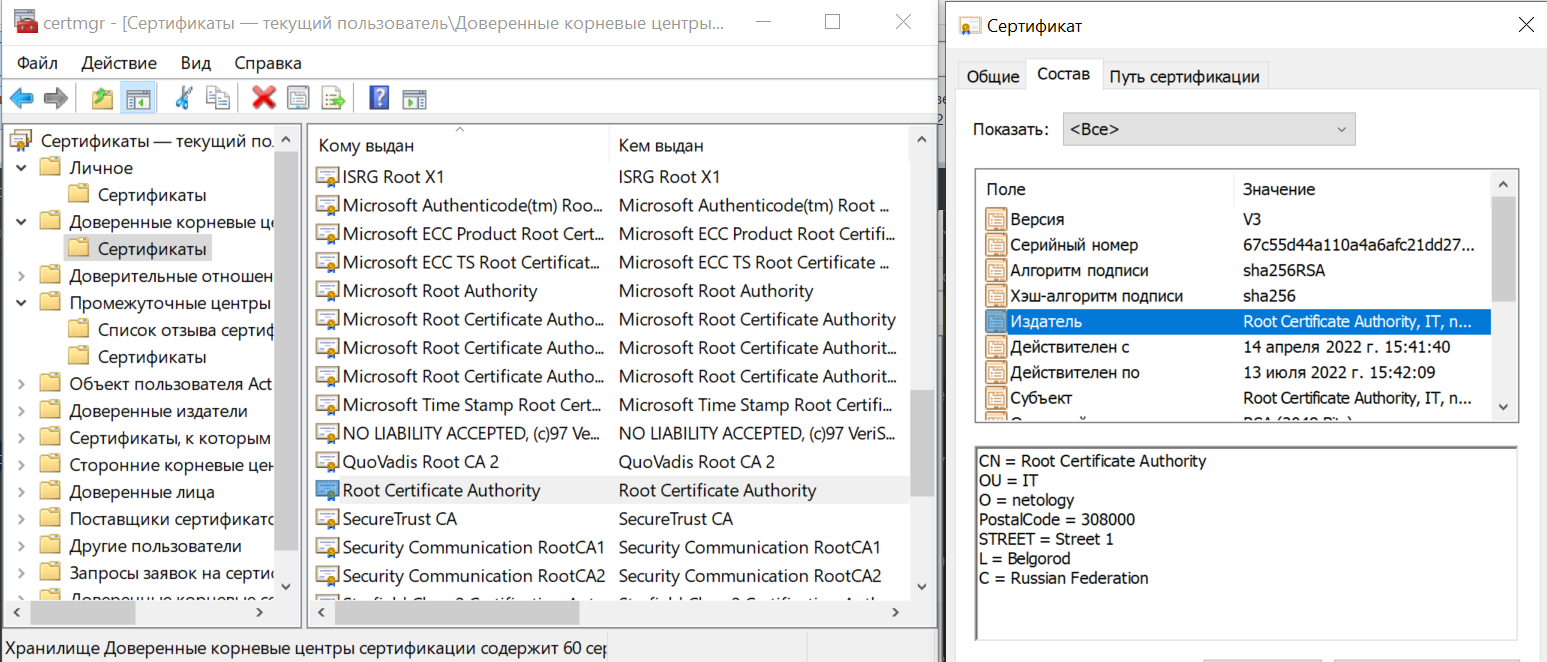 certmgr - [Сертификаты — текущий пользователь\Доверенные корневые центры...
Файл Действие Вид Справка
Сертификаты — текущий по
Личное
Сертификаты
Доверенные корневые це
Сертификаты
Доверительные отношен
Промежуточные центры
Список отзыва сертиф
Сертификаты
Объект пользователя Act
Доверенные издатели
Сертификаты, к которым
Сторонние корневые цен
Доверенные лица
Поставщики сертификато
Другие пользователи
Запросы заявок на серти
Кому выдан Кем выдан
ISRG Root X1 ISRG Root X1
Microsoft Authenticode(tm) Roo... Microsoft Authenticode(tm) Root ...
Microsoft ECC Product Root Cert... Microsoft ECC Product Root Certifi...
Microsoft ECC TS Root Certificat... Microsoft ECC TS Root Certificate ...
Microsoft Root Authority Microsoft Root Authority
Microsoft Root Certificate Autho... Microsoft Root Certificate Authority
Microsoft Root Certificate Autho... Microsoft Root Certificate Authorit...
Microsoft Root Certificate Autho... Microsoft Root Certificate Authorit...
Microsoft Time Stamp Root Cert... Microsoft Time Stamp Root Certifi...
NO LIABILITY ACCEPTED, (c)97 Ve... NO LIABILITY ACCEPTED, (c)97 VeriS...
QuoVadis Root CA 2 QuoVadis Root CA 2
Root Certificate Authority Root Certificate Authority
SecureTrust CA SecureTrust CA
Security Communication RootCA1 Security Communication RootCA1
Security Communication RootCA2 Security Communication RootCA2
Хранилище Доверенные корневые центры сертификации содержит 60 сер
Сертификат
Общие Состав Путь сертификации
Показать: <Все>
Поле Значение
Версия V3
Серийный номер 67c55d44a110a4a6afc21dd27...
Алгоритм подписи sha256RSA
Хэш-алгоритм подписи sha256
Издатель Root Certificate Authority, IT, n...
Действителен с 14 апреля 2022 г. 15:41:40
Действителен по 13 июля 2022 г. 15:42:09
Субъект Root Certificate Authority, IT, n...
CN = Root Certificate Authority
OU = IT
O = netology
PostalCode = 308000
STREET = Street 1
L = Belgorod
C = Russian Federation